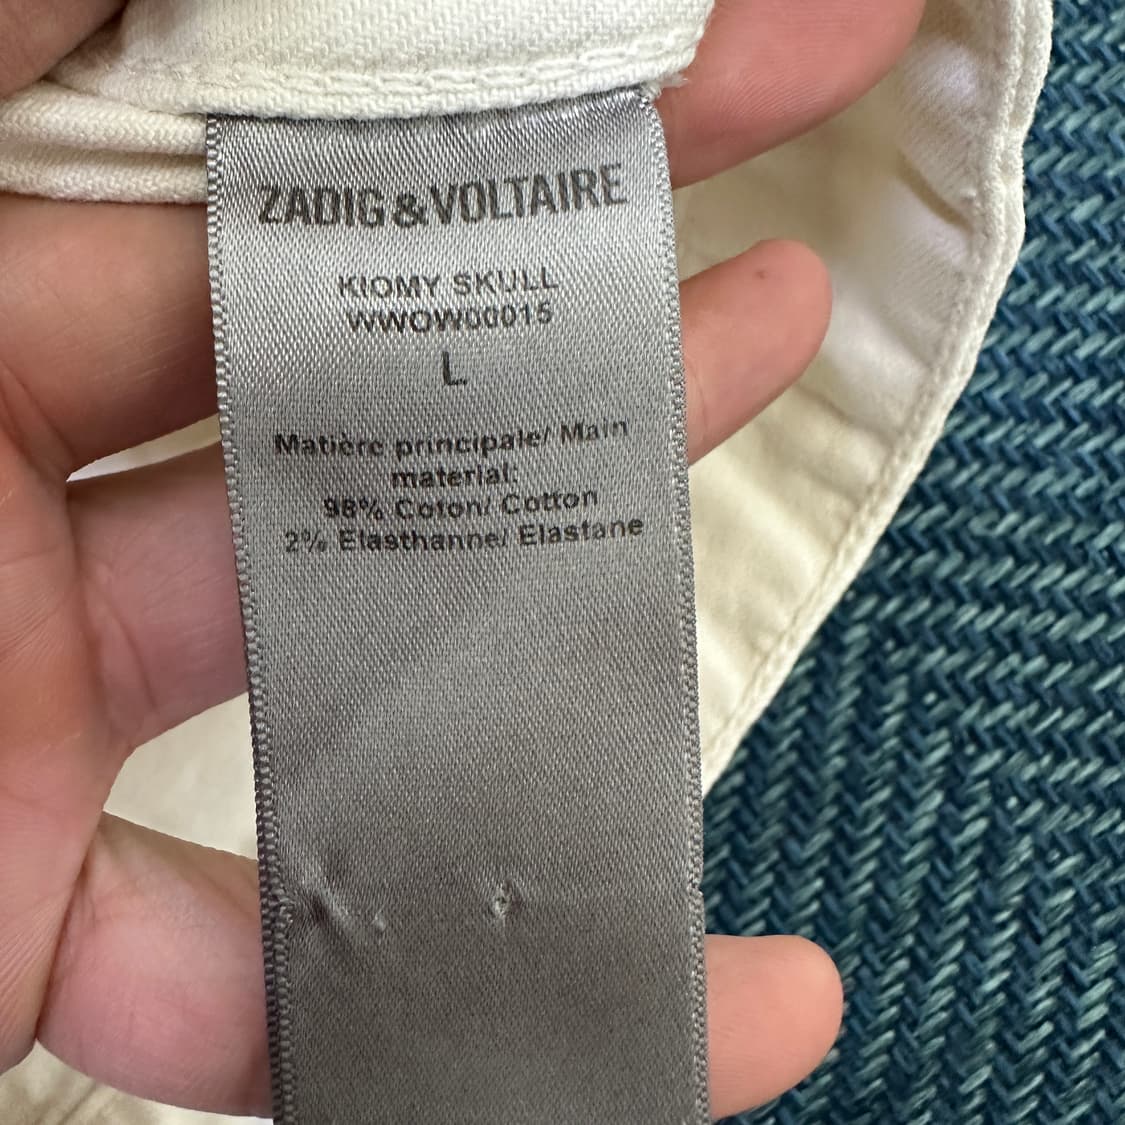 ZADIG & VOLTAIRE
KIOMY SKULL
WWOW00015
L
Matière principale/ Main
material:
98% Coton/ Cotton
2% Elasthanne/ Elastane